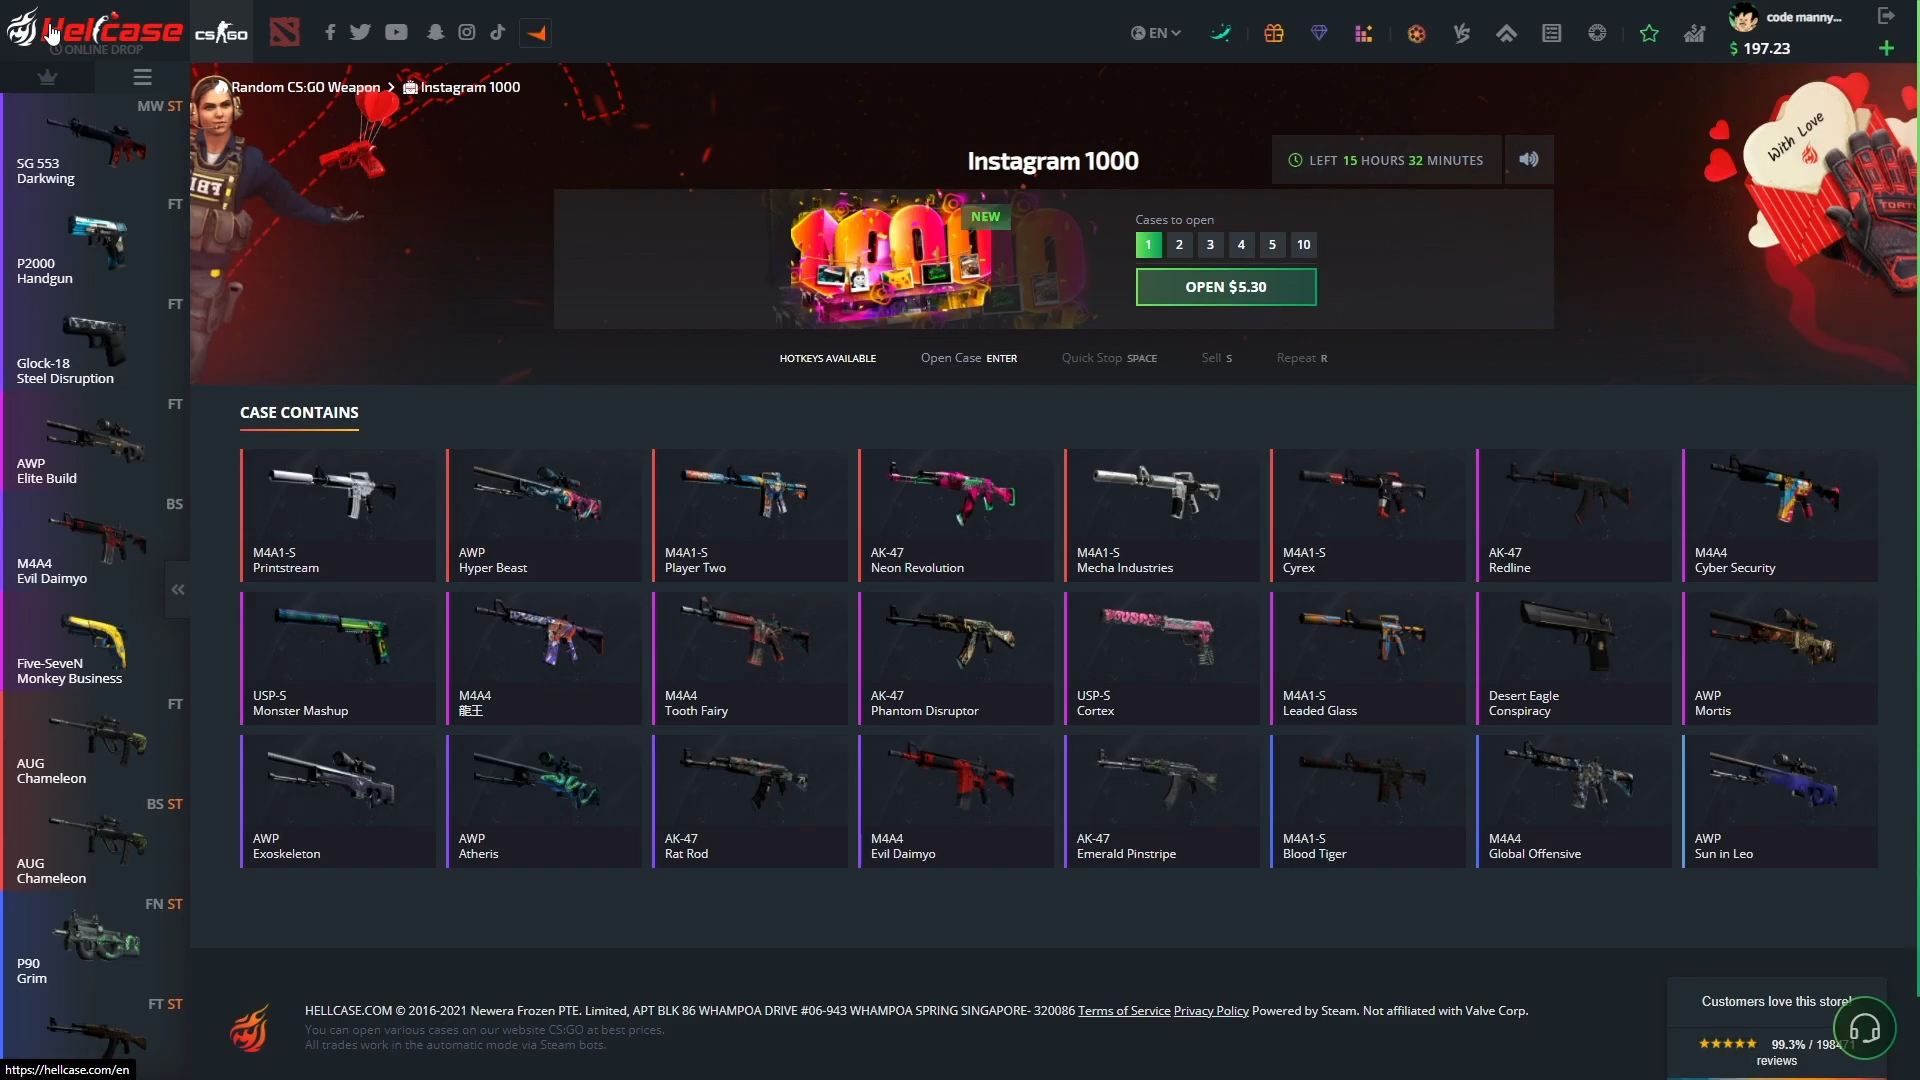 Hellcase
ONLINE DROP
CS:GO
EN
code manny...
$ 197.23
Random CS:GO Weapon
Instagram 1000
Instagram 1000
LEFT 15 HOURS 32 MINUTES
With Love
FBI
NEW
1000
Cases to open
1 2 3 4 5 10
OPEN $5.30
HOTKEYS AVAILABLE
Open Case ENTER
Quick Stop SPACE
Sell S
Repeat R
MW ST
SG 553
Darkwing
FT
P2000
Handgun
FT
Glock-18
Steel Disruption
FT
AWP
Elite Build
BS
M4A4
Evil Daimyo
Five-SeveN
Monkey Business
FT
AUG
Chameleon
BS ST
AUG
Chameleon
FN ST
P90
Grim
FT ST
CASE CONTAINS
M4A1-S
Printstream
AWP
Hyper Beast
M4A1-S
Player Two
AK-47
Neon Revolution
M4A1-S
Mecha Industries
M4A1-S
Cyrex
AK-47
Redline
M4A4
Cyber Security
USP-S
Monster Mashup
M4A4
龍王
M4A4
Tooth Fairy
AK-47
Phantom Disruptor
USP-S
Cortex
M4A1-S
Leaded Glass
Desert Eagle
Conspiracy
AWP
Mortis
AWP
Exoskeleton
AWP
Atheris
AK-47
Rat Rod
M4A4
Evil Daimyo
AK-47
Emerald Pinstripe
M4A1-S
Blood Tiger
M4A4
Global Offensive
AWP
Sun in Leo
HELLCASE.COM © 2016-2021 Newera Frozen PTE. Limited, APT BLK 86 WHAMPOA DRIVE #06-943 WHAMPOA SPRING SINGAPORE- 320086 Terms of Service Privacy Policy Powered by Steam. Not affiliated with Valve Corp.
You can open various cases on our website CS:GO at best prices.
All trades work in the automatic mode via Steam bots.
Customers love this store!
99.3% / 198471
reviews
https://hellcase.com/en